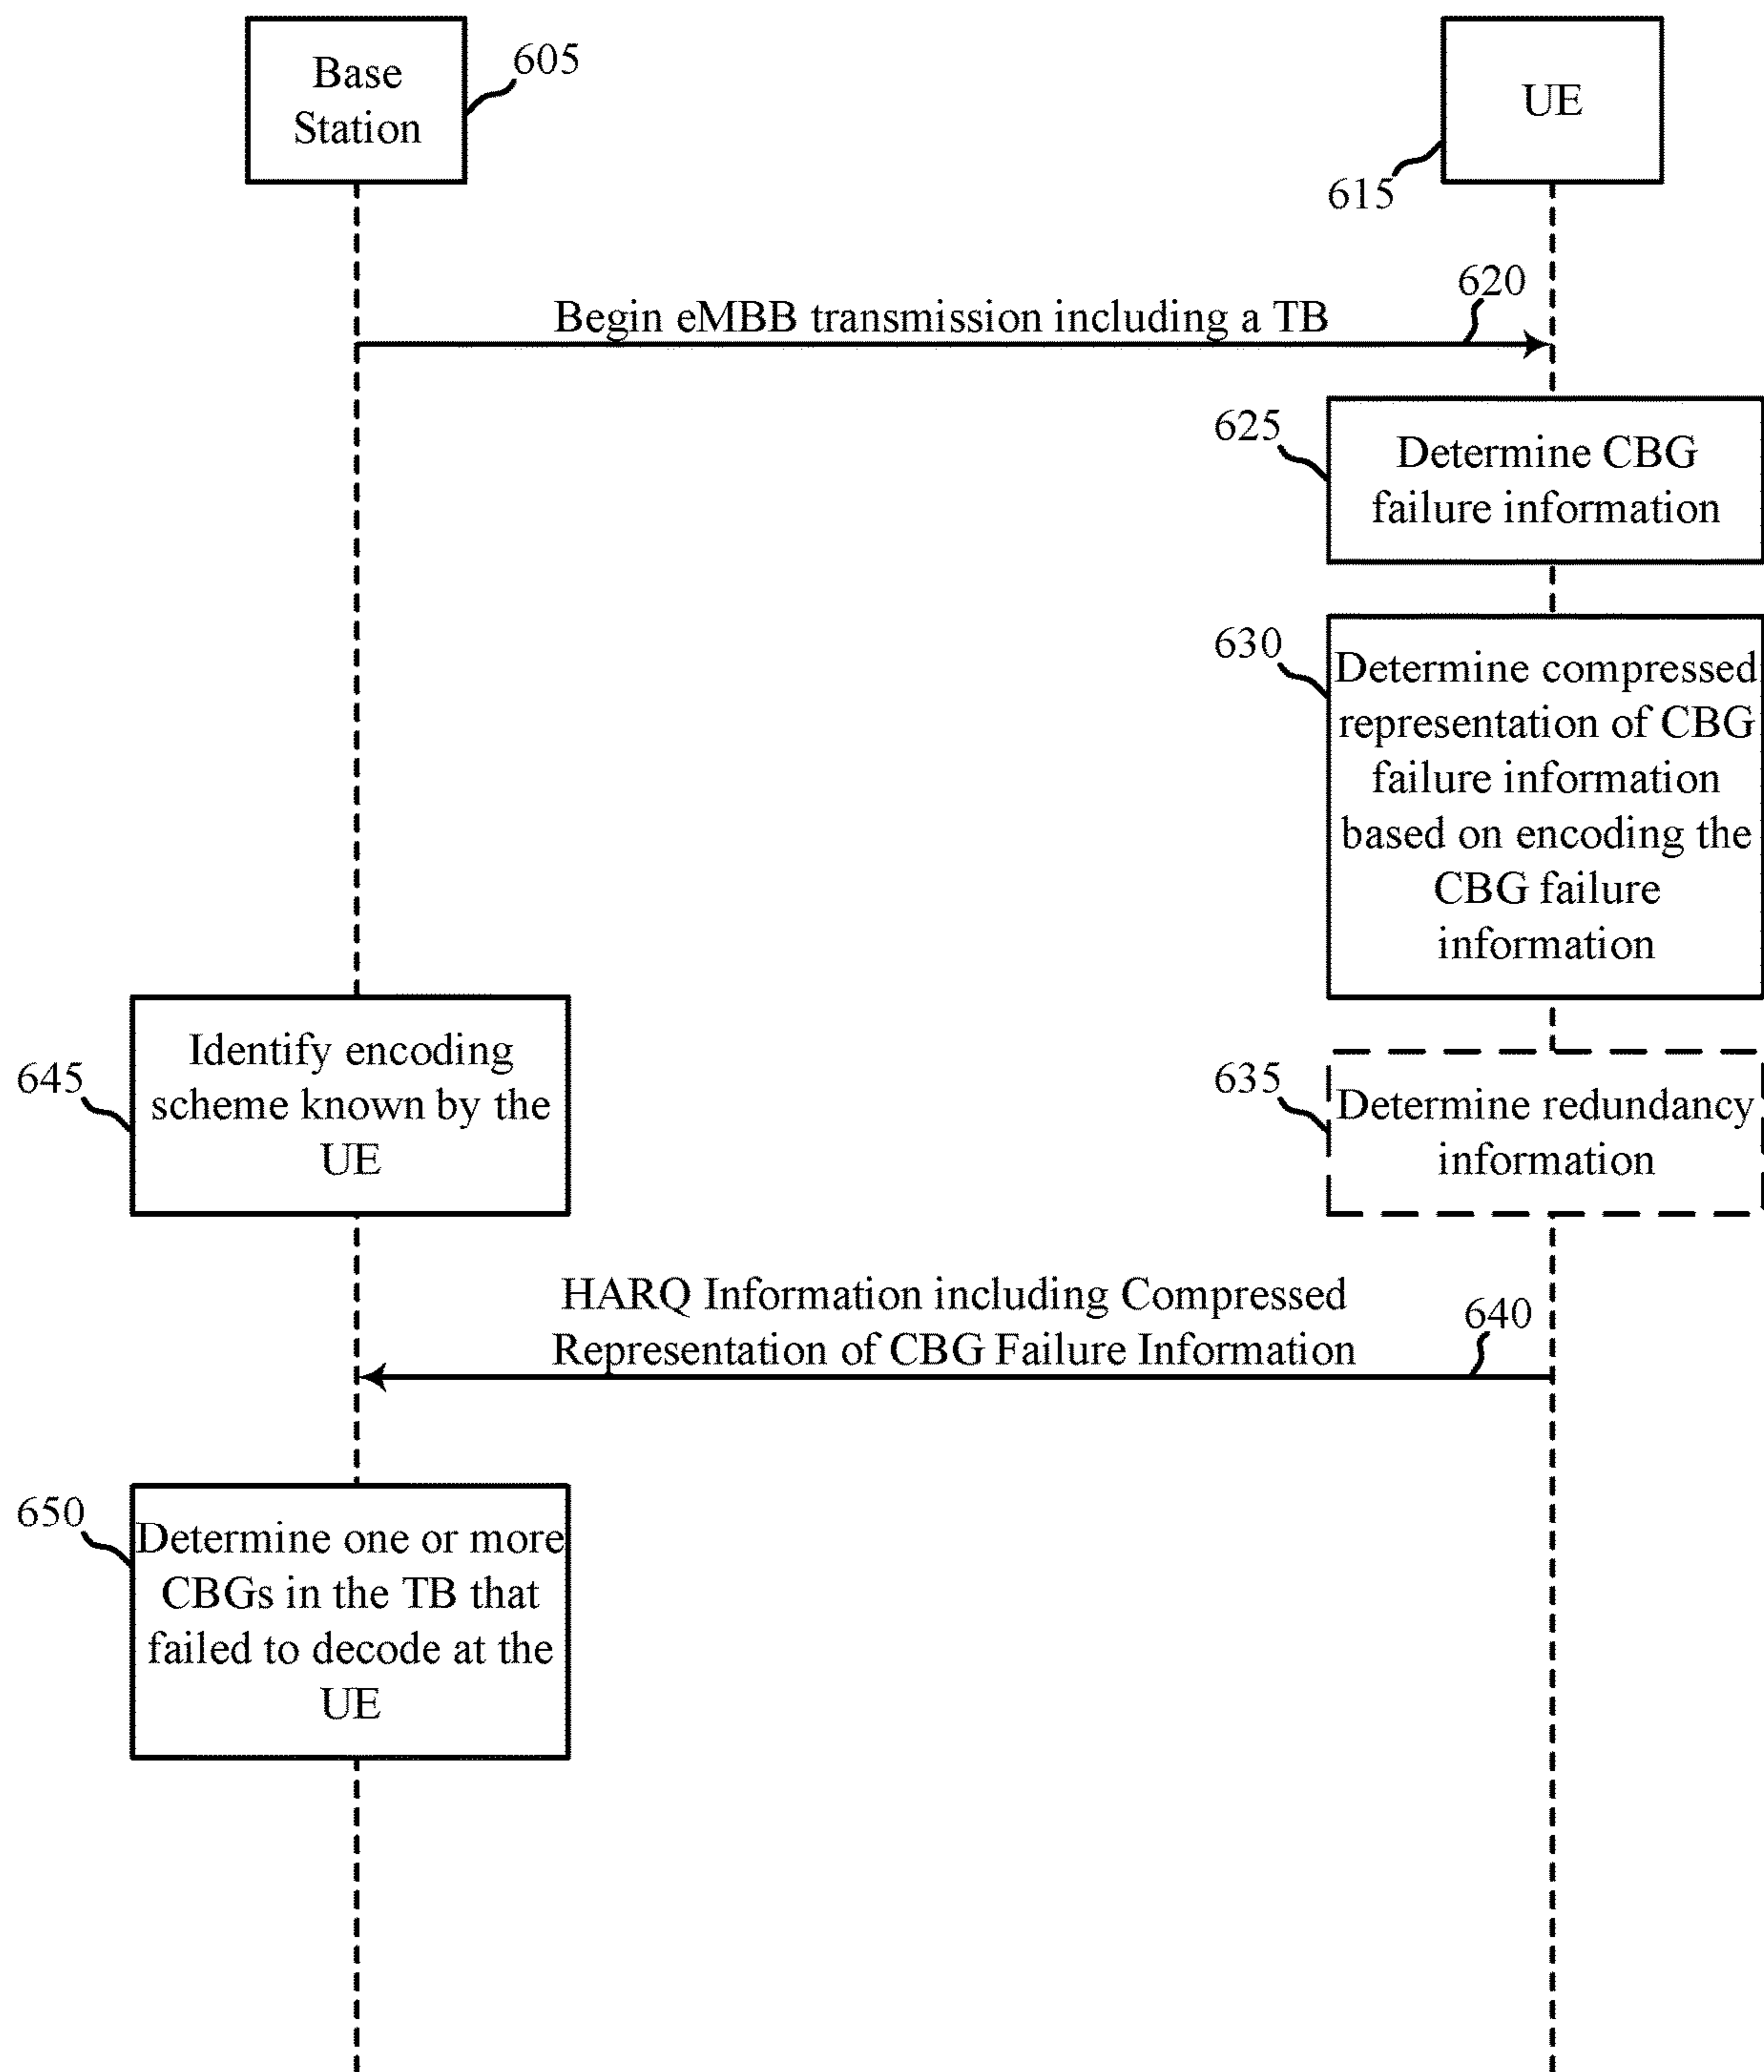 Base
Station
605
UE
615
620
Begin eMBB transmission including a TB
625
Determine CBG
failure information
630
Determine compressed
representation of CBG
failure information
based on encoding the
CBG failure
information
645
Identify encoding
scheme known by the
UE
635
Determine redundancy
information
HARQ Information including Compressed
Representation of CBG Failure Information
640
650
Determine one or more
CBGs in the TB that
failed to decode at the
UE